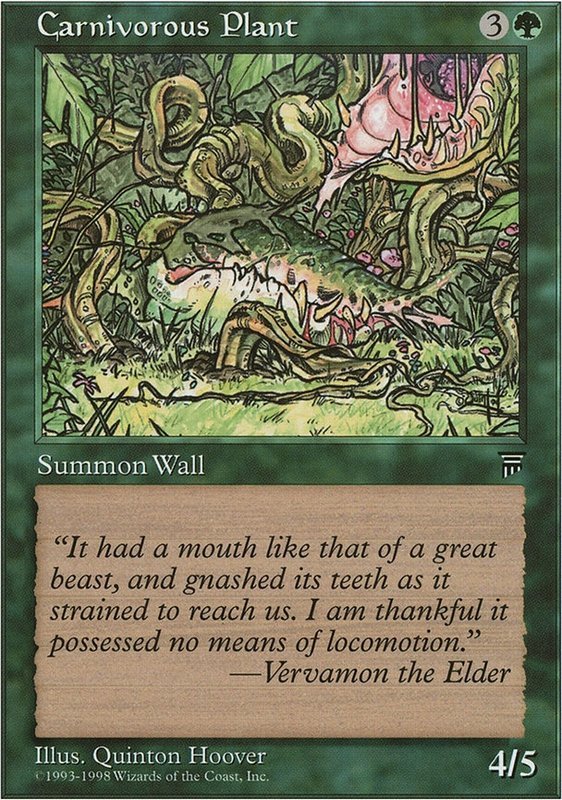 Carnivorous Plant 3
Summon Wall
“It had a mouth like that of a great
beast, and gnashed its teeth as it
strained to reach us. I am thankful it
possessed no means of locomotion.”
—Vervamon the Elder
Illus. Quinton Hoover
©1993-1998 Wizards of the Coast, Inc.
4/5